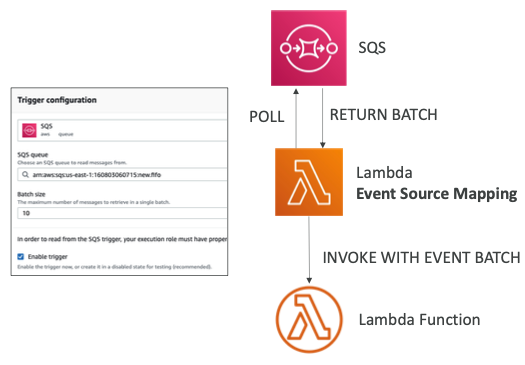 Trigger configuration
SQS
aws queue
SQS queue
Choose an SQS queue to read messages from.
arn:aws:sqs:us-east-1:160803060715:new.fifo
Batch size
The maximum number of messages to retrieve in a single batch.
10
In order to read from the SQS trigger, your execution role must have proper
Enable trigger
Enable the trigger now, or create it in a disabled state for testing (recommended).
SQS
POLL
RETURN BATCH
Lambda
Event Source Mapping
INVOKE WITH EVENT BATCH
Lambda Function